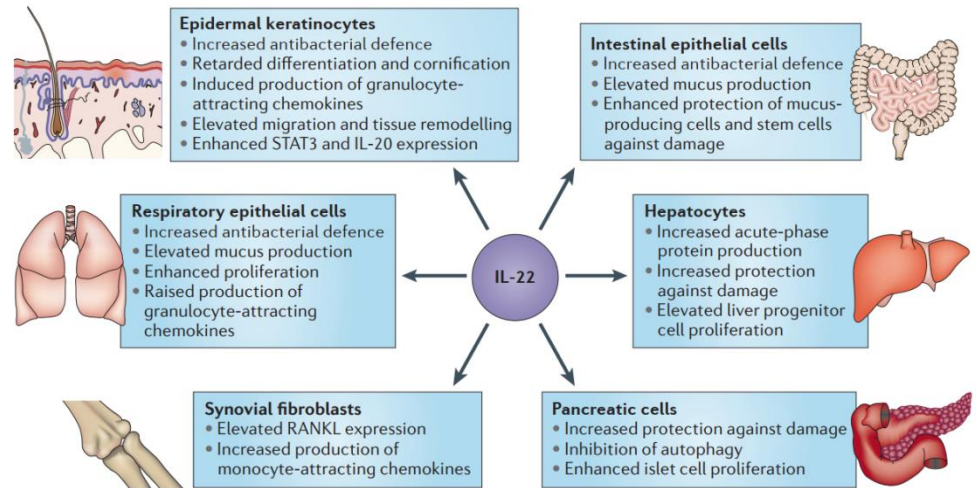 Epidermal keratinocytes
• Increased antibacterial defence
• Retarded differentiation and cornification
• Induced production of granulocyte-
attracting chemokines
• Elevated migration and tissue remodelling
• Enhanced STAT3 and IL-20 expression
Intestinal epithelial cells
• Increased antibacterial defence
• Elevated mucus production
• Enhanced protection of mucus-
producing cells and stem cells
against damage
Respiratory epithelial cells
• Increased antibacterial defence
• Elevated mucus production
• Enhanced proliferation
• Raised production of
granulocyte-attracting
chemokines
IL-22
Hepatocytes
• Increased acute-phase
protein production
• Increased protection
against damage
• Elevated liver progenitor
cell proliferation
Synovial fibroblasts
• Elevated RANKL expression
• Increased production of
monocyte-attracting chemokines
Pancreatic cells
• Increased protection against damage
• Inhibition of autophagy
• Enhanced islet cell proliferation